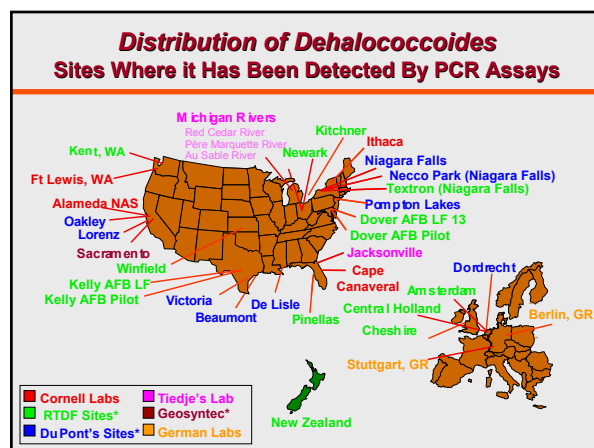 Distribution of Dehalococcoides
Sites Where it Has Been Detected By PCR Assays
Michigan Rivers
Red Cedar River
Père Marquette River
Au Sable River
Kitchner
Newark
Ithaca
Kent, WA
Niagara Falls
Ft Lewis, WA
Necco Park (Niagara Falls)
Textron (Niagara Falls)
Alameda NAS
Pompton Lakes
Oakley
Dover AFB LF 13
Lorenz
Dover AFB Pilot
Sacramento
Jacksonville
Winfield
Cape
Canaveral
Dordrecht
Kelly AFB LF
Kelly AFB Pilot
Victoria
De Lisle
Beaumont
Pinellas
Amsterdam
Central Holland
Berlin, GR
Cheshire
Stuttgart, GR
New Zealand
Cornell Labs
Tiedje's Lab
RTDF Sites*
Geosyntec*
DuPont's Sites*
German Labs